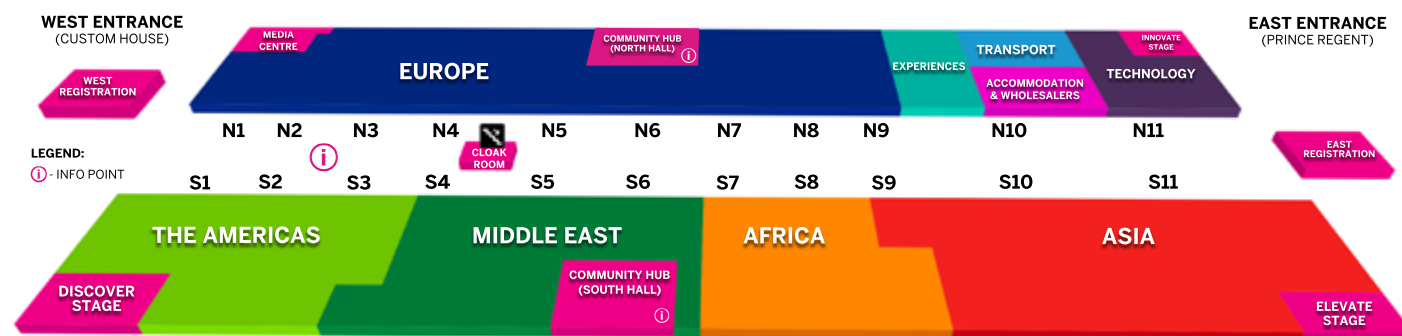 WEST ENTRANCE
(CUSTOM HOUSE)
EAST ENTRANCE
(PRINCE REGENT)
MEDIA
CENTRE
COMMUNITY HUB
(NORTH HALL)
i
INNOVATE
STAGE
TRANSPORT
EUROPE
EXPERIENCES
TECHNOLOGY
WEST
REGISTRATION
ACCOMMODATION
& WHOLESALERS
N1 N2 N3 N4 N5 N6 N7 N8 N9 N10 N11
LEGEND:
i - INFO POINT
i
CLOAK
ROOM
EAST
REGISTRATION
S1 S2 S3 S4 S5 S6 S7 S8 S9 S10 S11
THE AMERICAS
MIDDLE EAST
AFRICA
ASIA
COMMUNITY HUB
(SOUTH HALL)
i
DISCOVER
STAGE
ELEVATE
STAGE